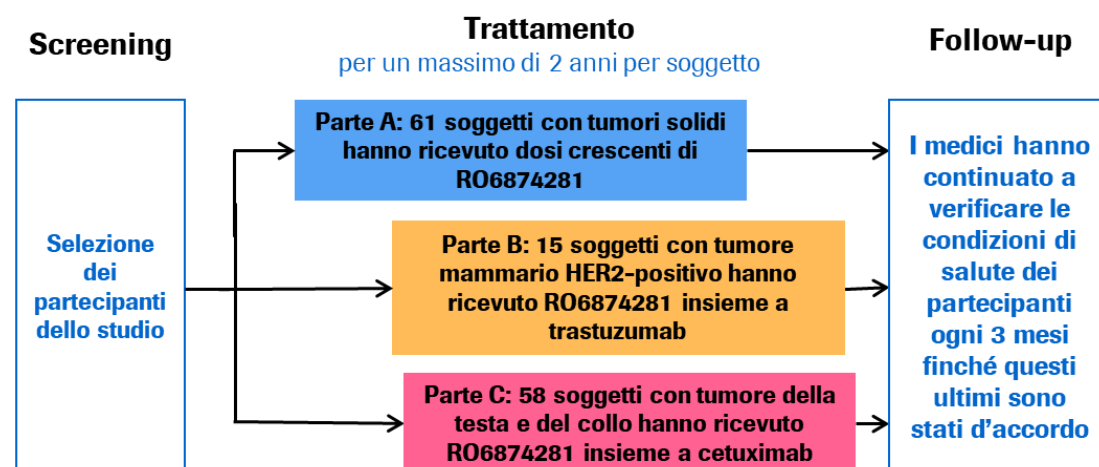 Screening
Trattamento
per un massimo di 2 anni per soggetto
Follow-up
Selezione
dei
partecipanti
dello studio
Parte A: 61 soggetti con tumori solidi
hanno ricevuto dosi crescenti di
RO6874281
Parte B: 15 soggetti con tumore
mammario HER2-positivo hanno
ricevuto RO6874281 insieme a
trastuzumab
Parte C: 58 soggetti con tumore della
testa e del collo hanno ricevuto
RO6874281 insieme a cetuximab
I medici hanno
continuato a
verificare le
condizioni di
salute dei
partecipanti
ogni 3 mesi
finché questi
ultimi sono
stati d’accordo